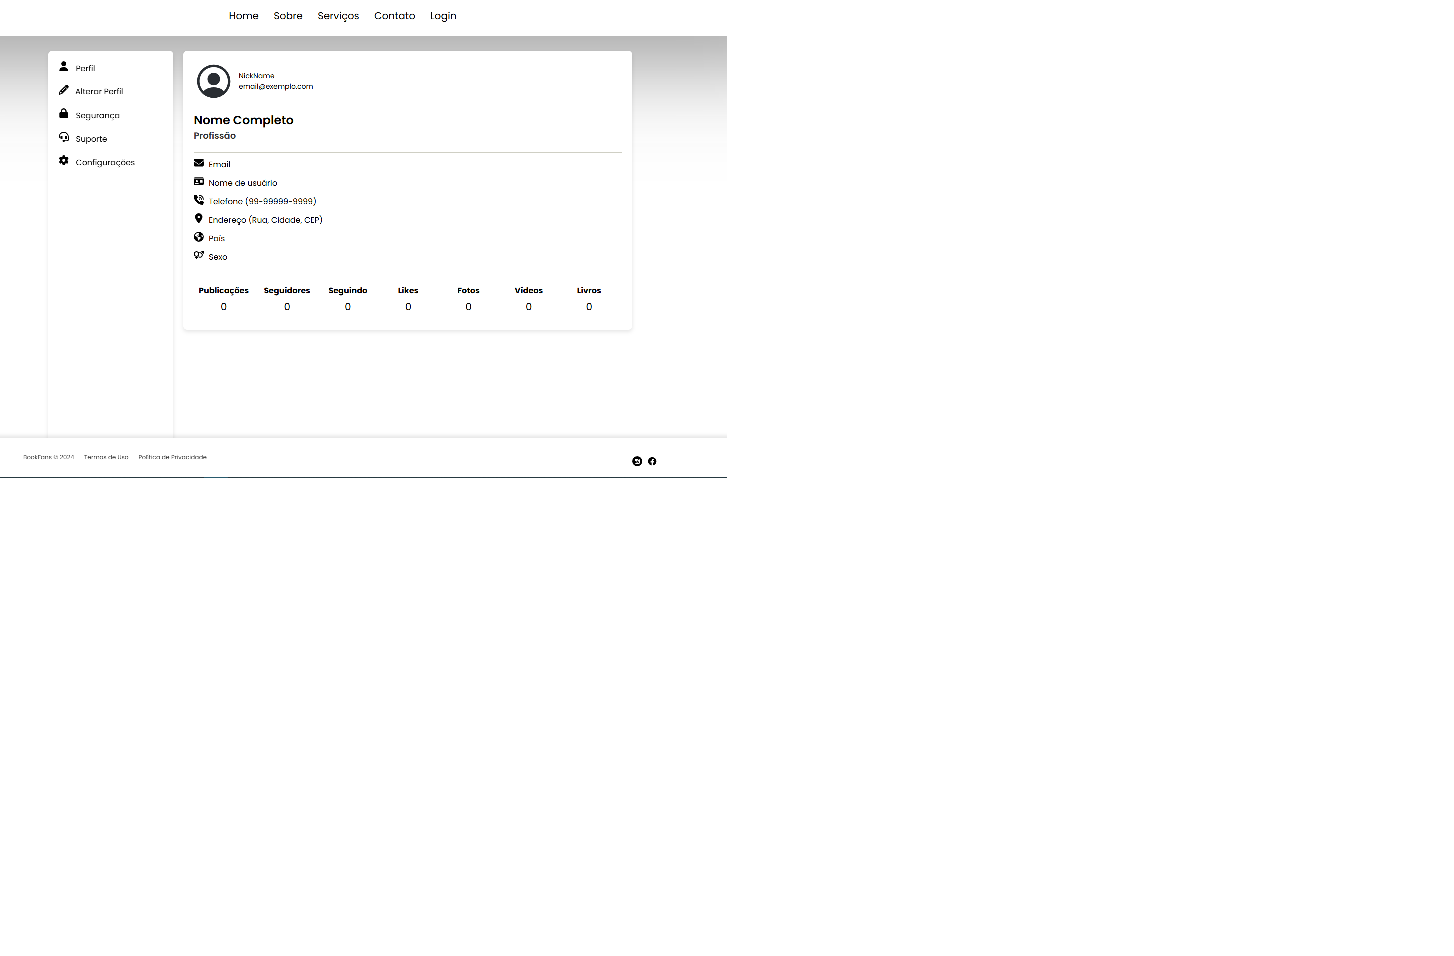 Home Sobre Serviços Contato Login
Perfil
Alterar Perfil
Segurança
Suporte
Configurações
NickName
email@exemplo.com
Nome Completo
Profissão
Email
Nome de usuário
Telefone (99-99999-9999)
Endereço (Rua, Cidade, CEP)
País
Sexo
Publicações Seguidores Seguindo Likes Fotos Vídeos Livros
0 0 0 0 0 0 0
BookFans © 2024 Termos de Uso Política de Privacidade